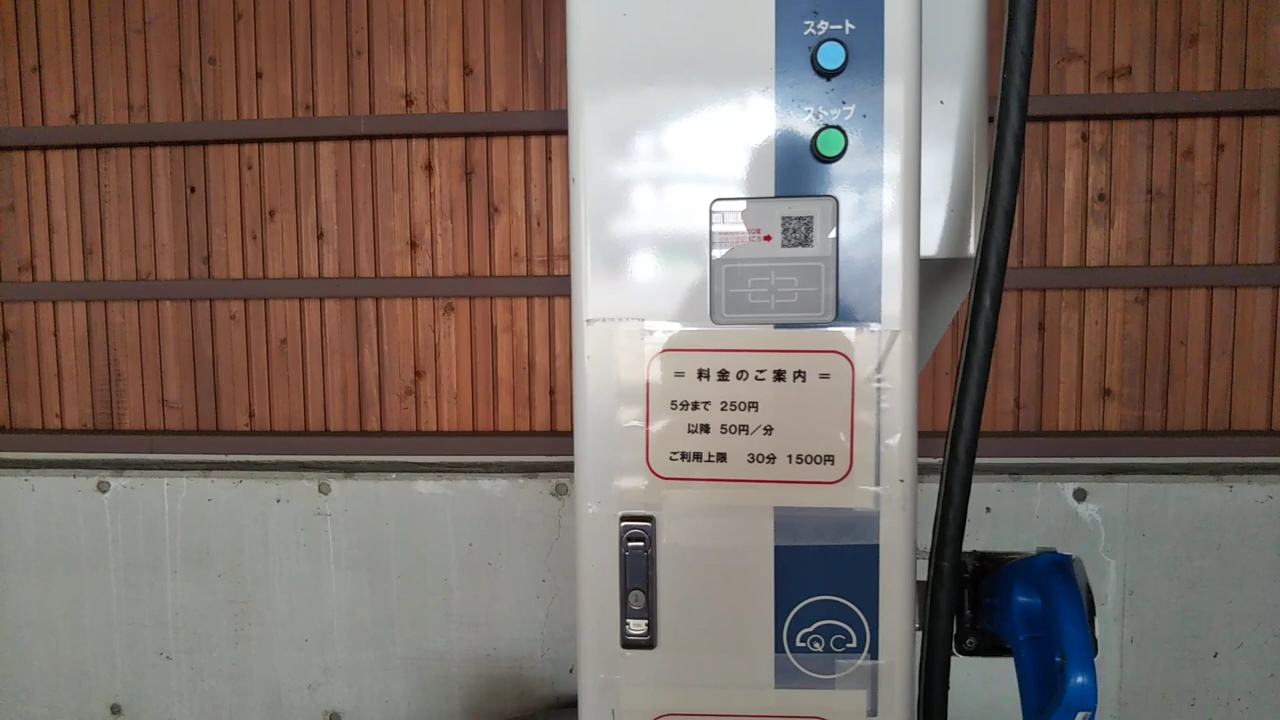 スタート
ストップ
= 料金のご案内 =
5分まで 250円
以降 50円/分
ご利用上限 30分 1500円
QC